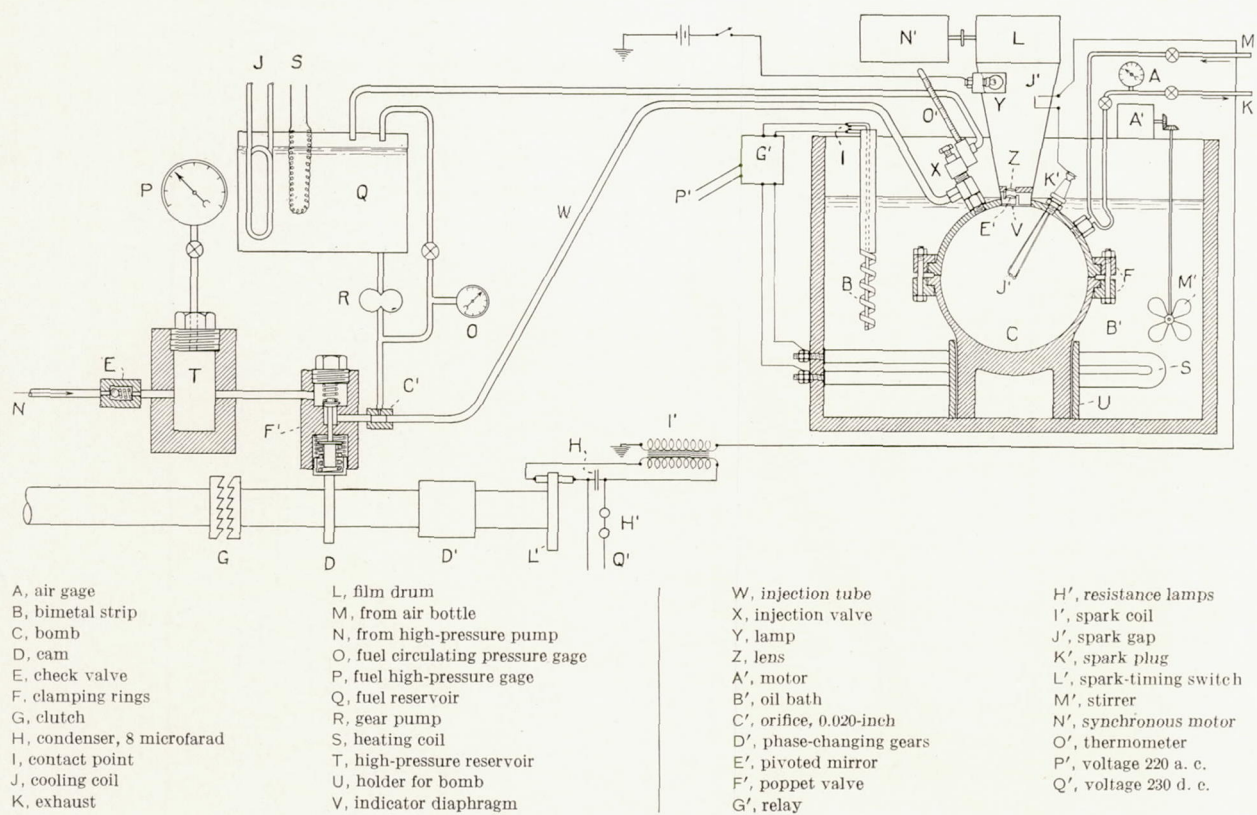 N'
L
M
J
S
J'
A
Y
K
O'
A'
I
G'
X
Z
K'
P
Q
P'
W
E'
V
B
J'
F
M'
R
O
C
B'
S
E
T
C'
U
N
F'
I'
H
H'
G
D
D'
L'
Q'
A, air gage
B, bimetal strip
C, bomb
D, cam
E, check valve
F, clamping rings
G, clutch
H, condenser, 8 microfarad
I, contact point
J, cooling coil
K, exhaust
L, film drum
M, from air bottle
N, from high-pressure pump
O, fuel circulating pressure gage
P, fuel high-pressure gage
Q, fuel reservoir
R, gear pump
S, heating coil
T, high-pressure reservoir
U, holder for bomb
V, indicator diaphragm
W, injection tube
X, injection valve
Y, lamp
Z, lens
A', motor
B', oil bath
C', orifice, 0.020-inch
D', phase-changing gears
E', pivoted mirror
F', poppet valve
G', relay
H', resistance lamps
I', spark coil
J', spark gap
K', spark plug
L', spark-timing switch
M', stirrer
N', synchronous motor
O', thermometer
P', voltage 220 a. c.
Q', voltage 230 d. c.